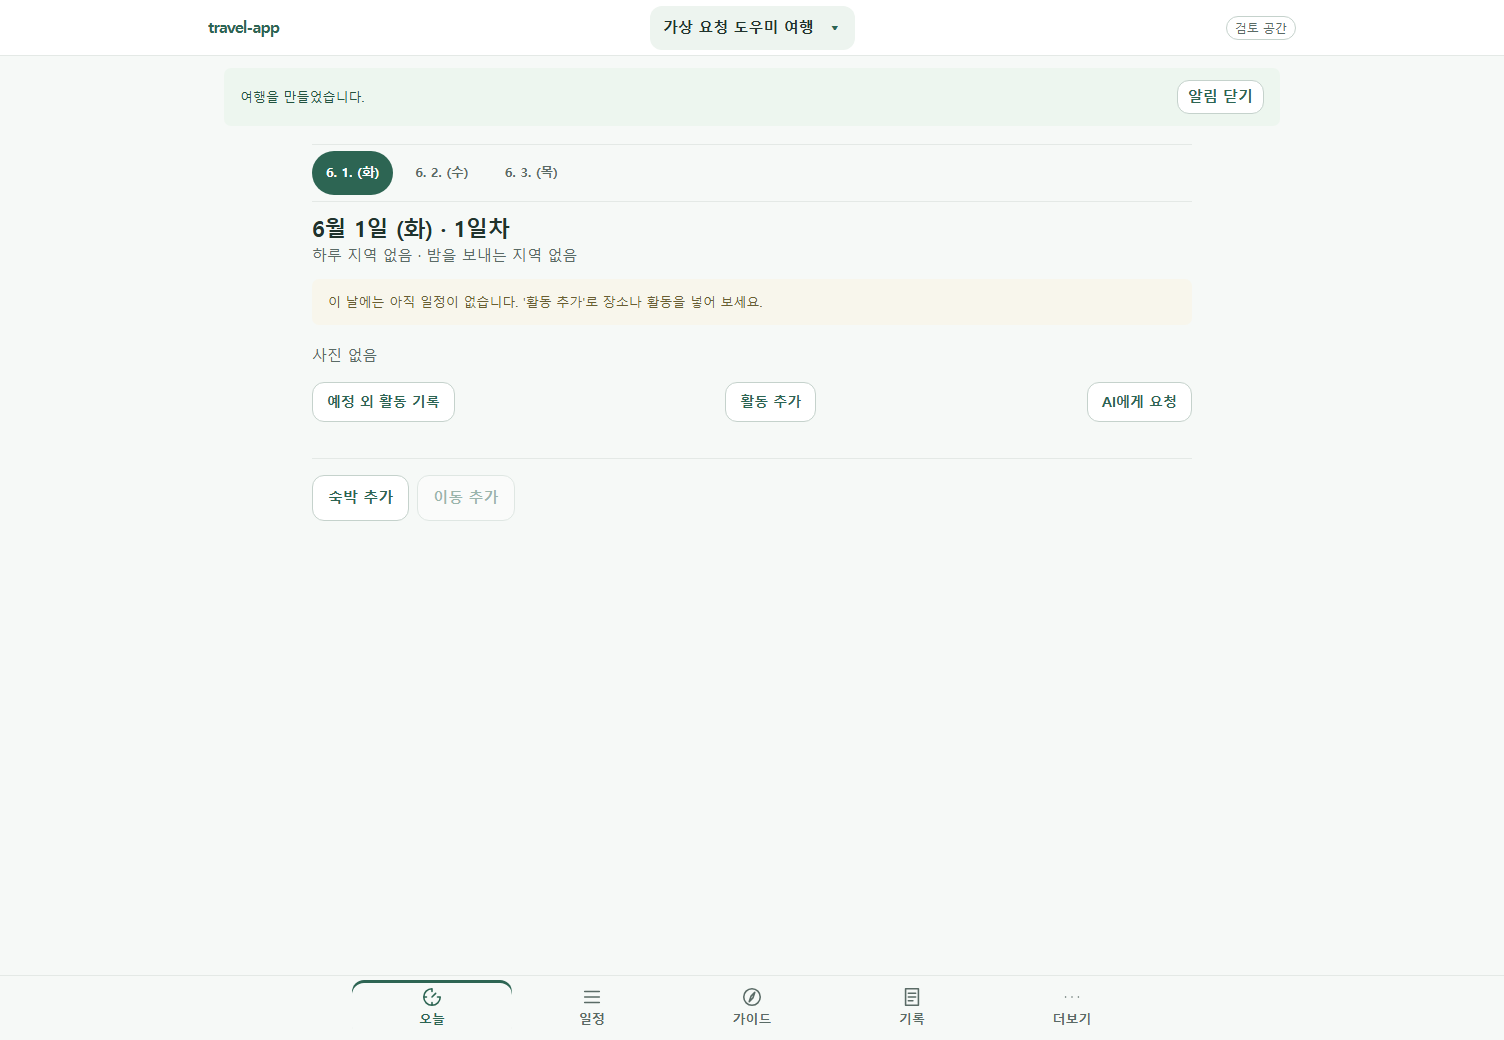 travel-app
가상 요청 도우미 여행
검토 공간
여행을 만들었습니다.
알림 닫기
6. 1. (화)
6. 2. (수)
6. 3. (목)
6월 1일 (화) · 1일차
하루 지역 없음 · 밤을 보내는 지역 없음
이 날에는 아직 일정이 없습니다. '활동 추가'로 장소나 활동을 넣어 보세요.
사진 없음
예정 외 활동 기록
활동 추가
AI에게 요청
숙박 추가
이동 추가
오늘
일정
가이드
기록
더보기